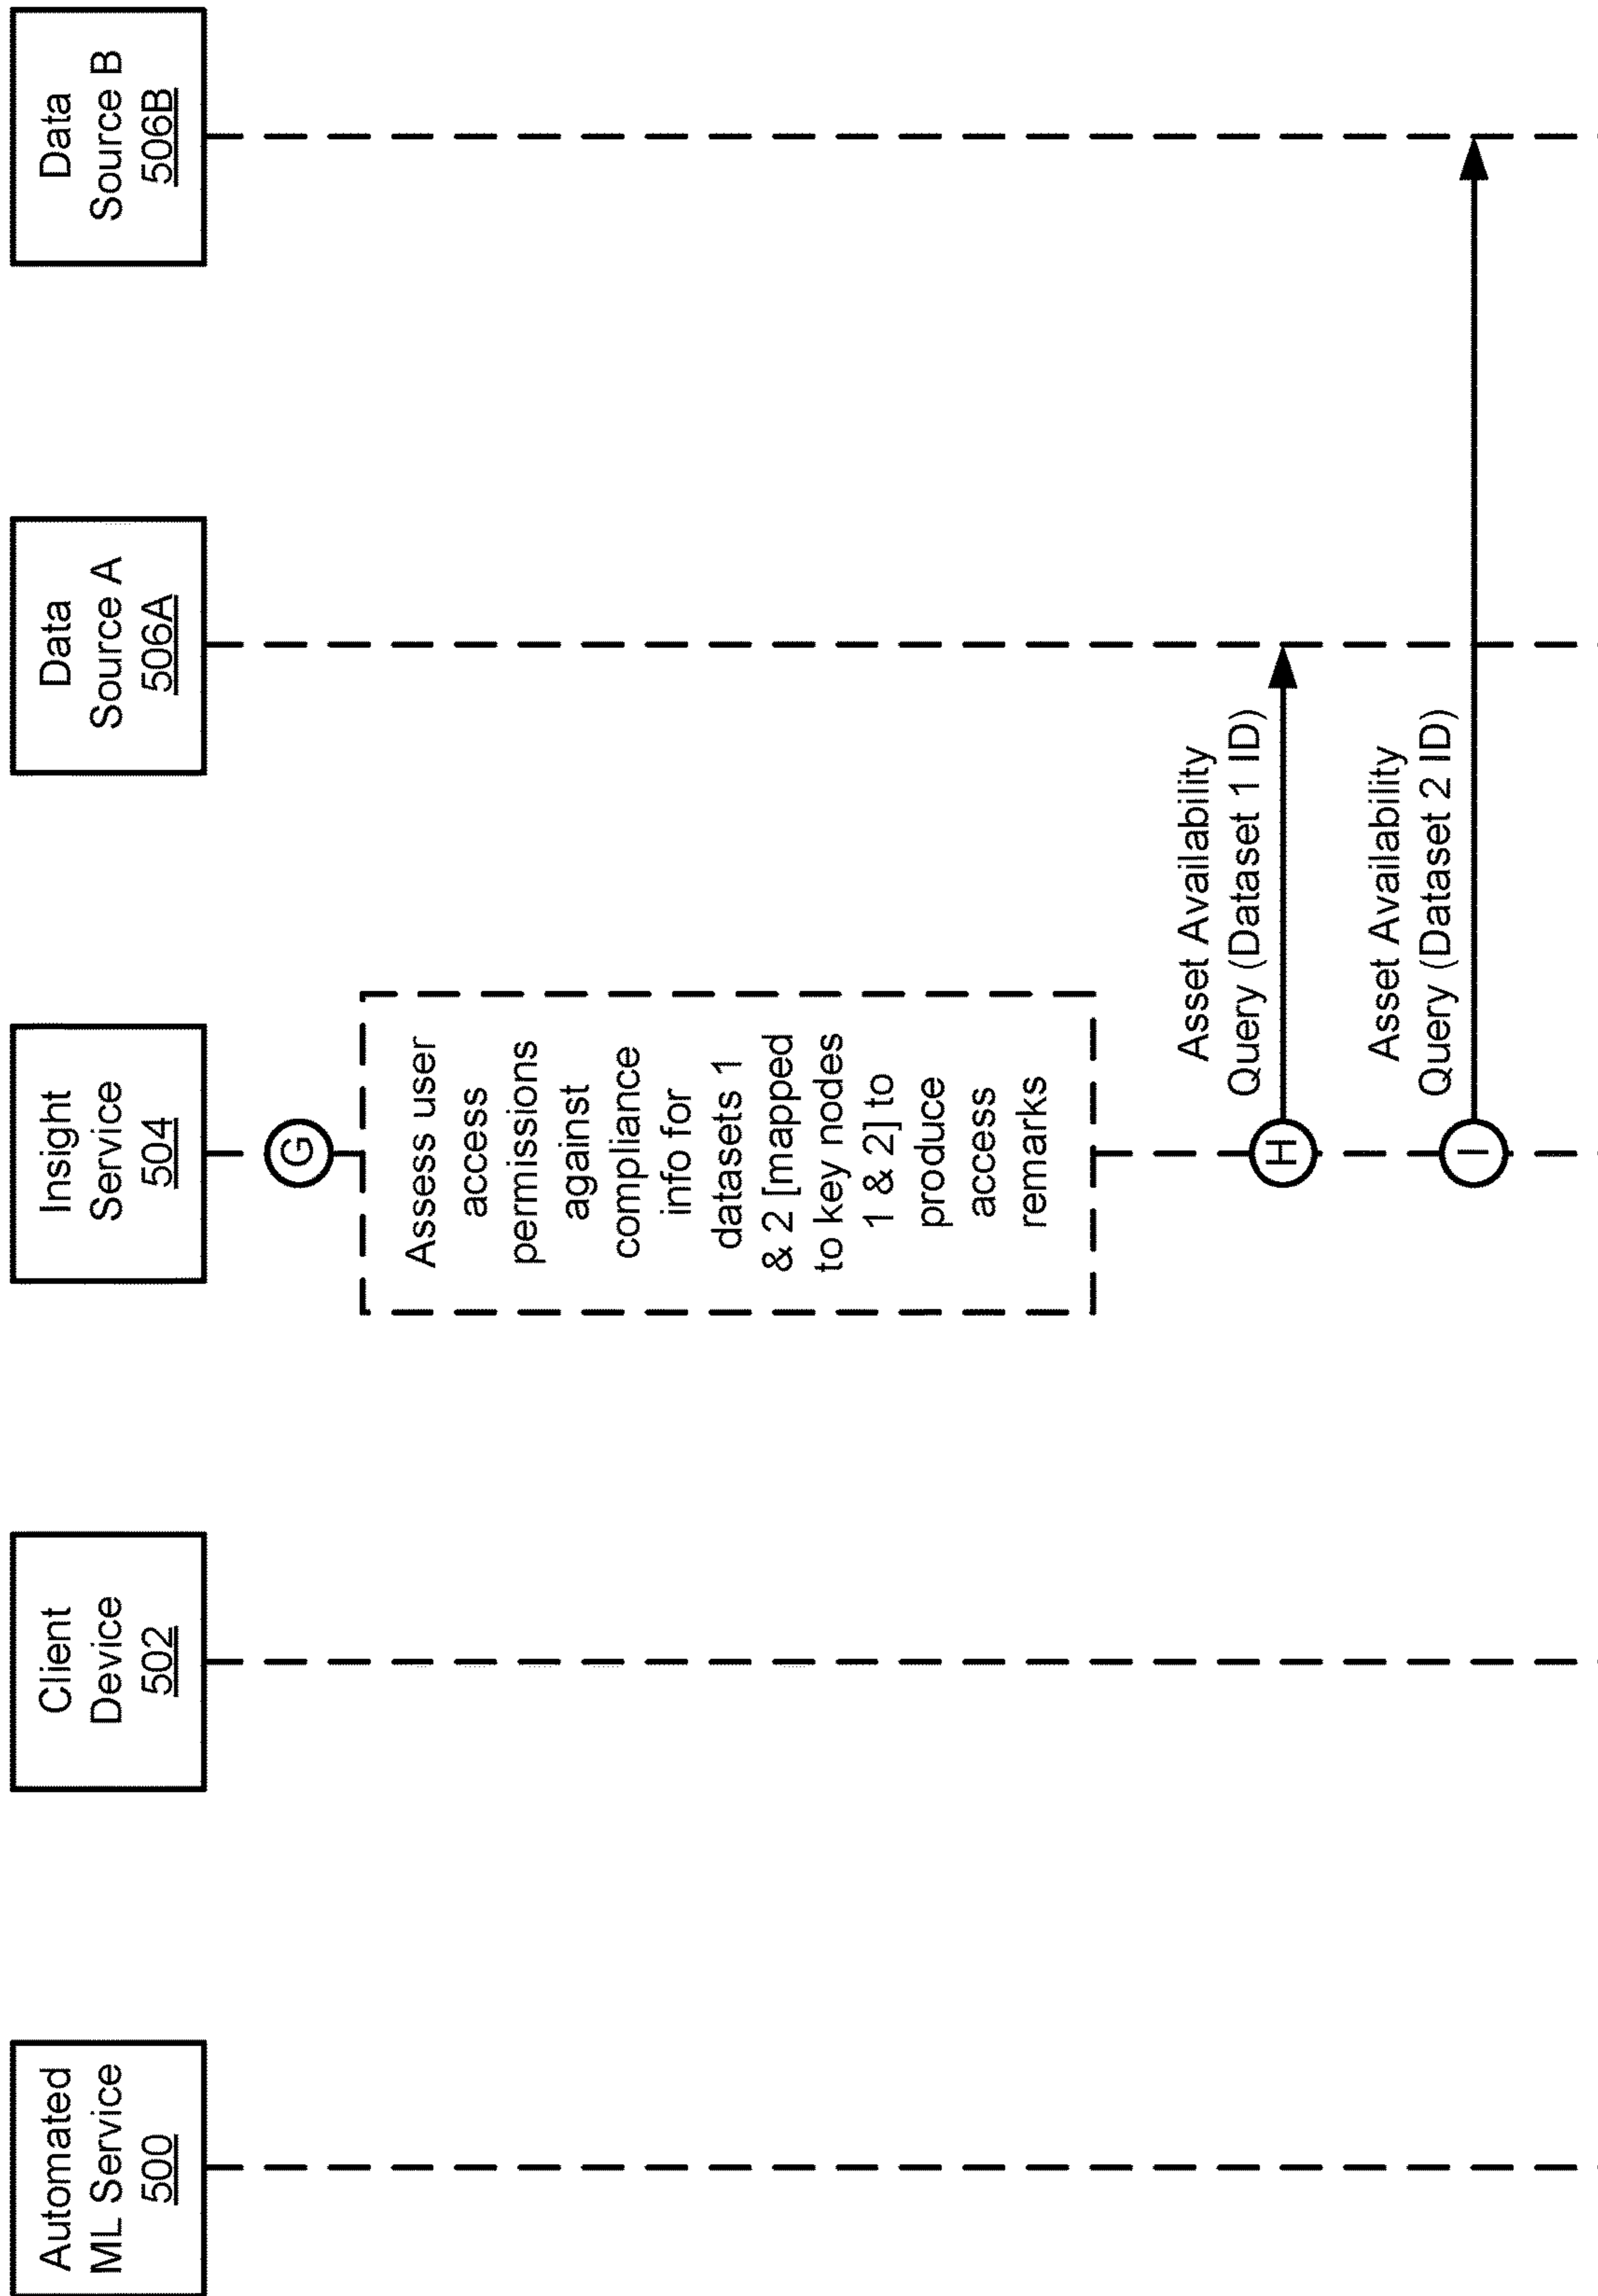 Automated
ML Service
500
Client
Device
502
Insight
Service
504
Data
Source A
506A
Data
Source B
506B
G
Assess user
access
permissions
against
compliance
info for
datasets 1
& 2 [mapped
to key nodes
1 & 2] to
produce
access
remarks
Asset Availability
Query (Dataset 1 ID)
H
Asset Availability
Query (Dataset 2 ID)
I